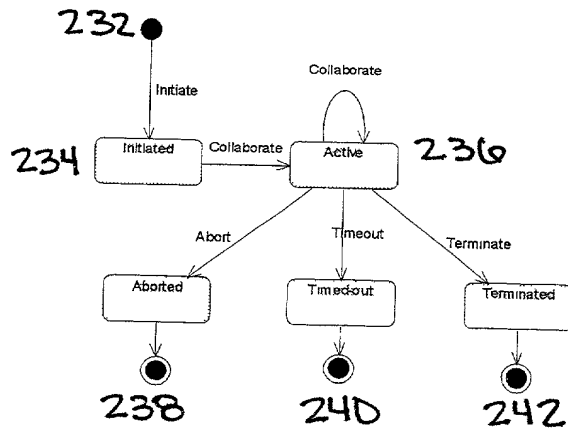 232
Initiate
Collaborate
234
Initiated
Collaborate
Active
236
Abort
Timeout
Terminate
Aborted
Timed-out
Terminated
238
240
242